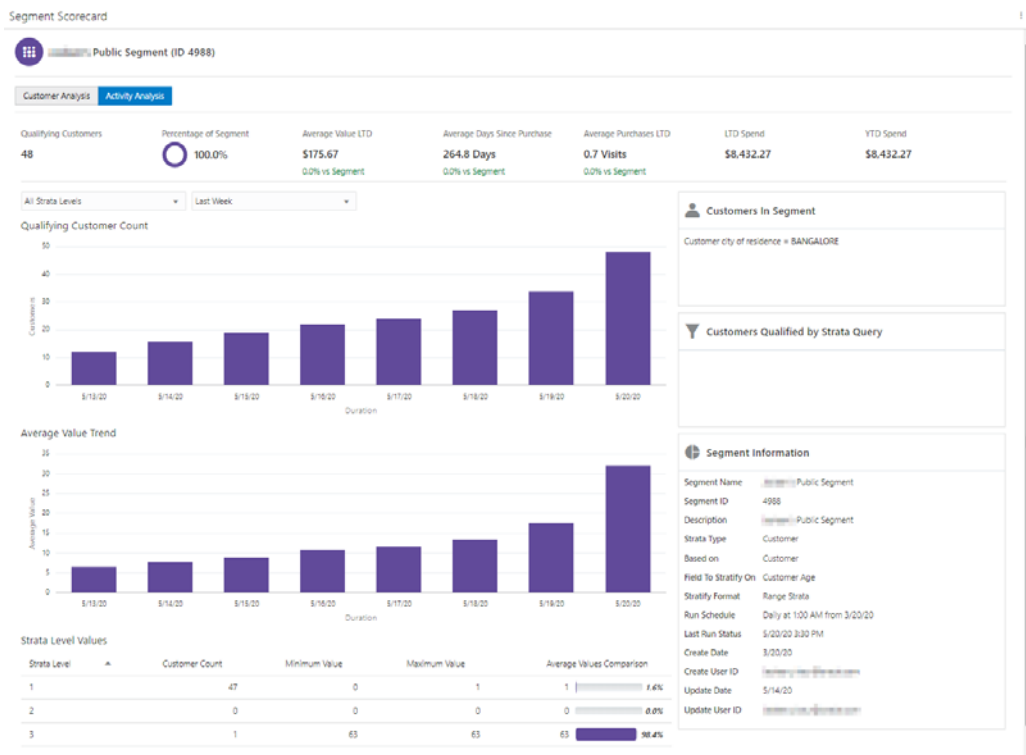 Segment Scorecard
Public Segment (ID 4988)
Customer Analysis
Activity Analysis
Qualifying Customers
48
Percentage of Segment
100.0%
Average Value LTD
$175.67
0.0% vs Segment
Average Days Since Purchase
264.8 Days
0.0% vs Segment
Average Purchases LTD
0.7 Visits
0.0% vs Segment
LTD Spend
$8,432.27
YTD Spend
$8,432.27
All Strata Levels
Last Week
Qualifying Customer Count
Customers
50
40
30
20
10
0
5/13/20 5/14/20 5/15/20 5/16/20 5/17/20 5/18/20 5/19/20 5/20/20
Duration
Average Value Trend
Average Value
35
30
25
20
15
10
5
0
5/13/20 5/14/20 5/15/20 5/16/20 5/17/20 5/18/20 5/19/20 5/20/20
Duration
Strata Level Values
Strata Level Customer Count Minimum Value Maximum Value Average Values Comparison
1 47 0 1 1 1.6%
2 0 0 0 0 0.0%
3 1 63 63 63 98.4%
Customers In Segment
Customer city of residence = BANGALORE
Customers Qualified by Strata Query
Segment Information
Segment Name Public Segment
Segment ID 4988
Description Public Segment
Strata Type Customer
Based on Customer
Field To Stratify On Customer Age
Stratify Format Range Strata
Run Schedule Daily at 1:00 AM from 3/20/20
Last Run Status 5/20/20 3:30 PM
Create Date 3/20/20
Create User ID
Update Date 5/14/20
Update User ID